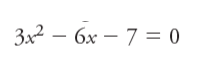 3x² – 6x – 7 = 0